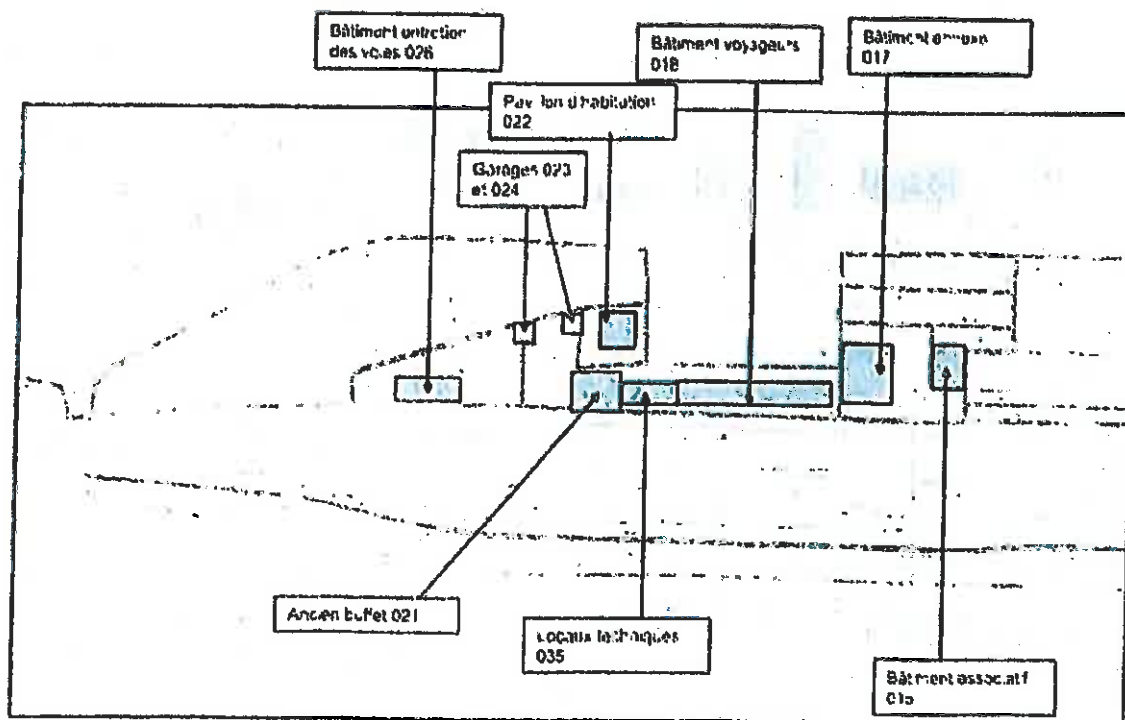 Bâtiment entretien
des voies 026
Bâtiment voyageurs
018
Bâtiment annexe
017
Pavillon d'habitation
022
Garages 023
et 024
Ancien buffet 021
Locaux techniques
035
Bâtiment associatif
015